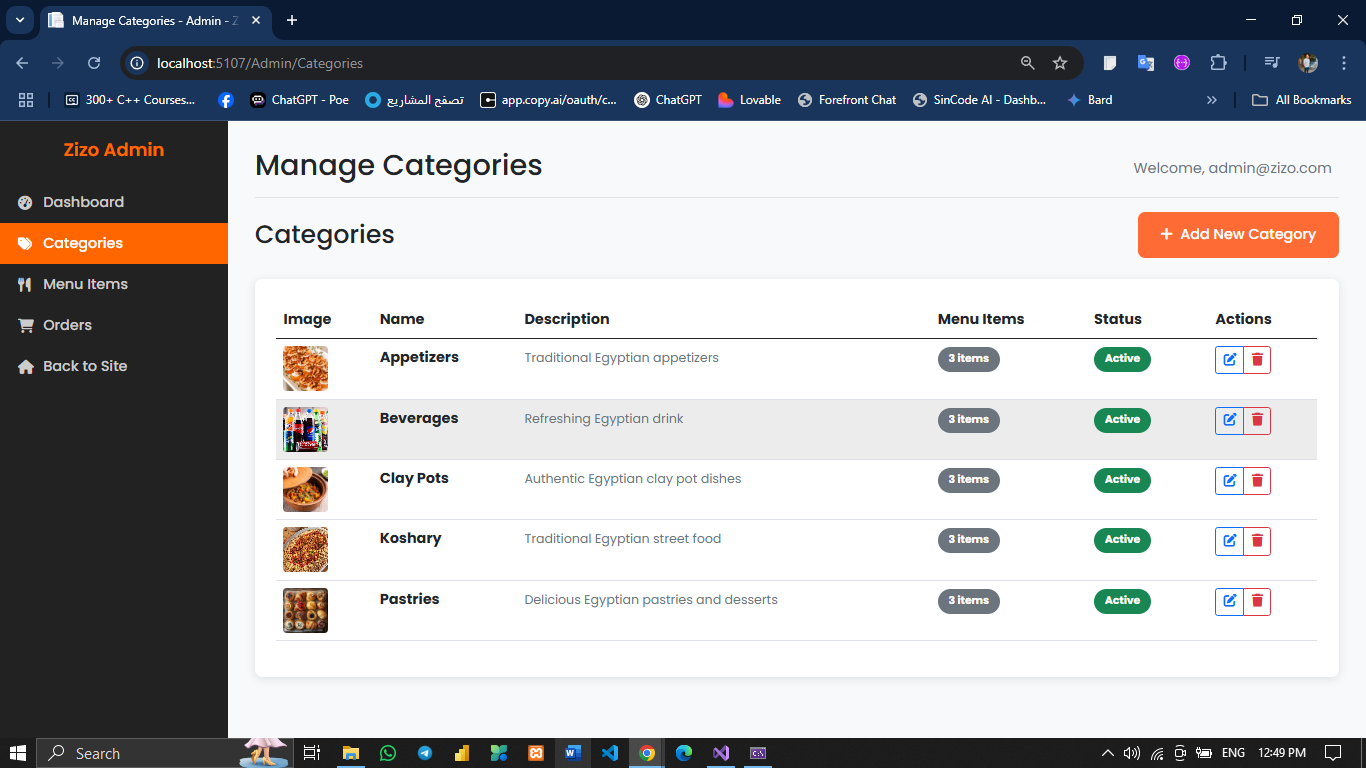 Manage Categories - Admin - Z
localhost:5107/Admin/Categories
300+ C++ Courses...
ChatGPT - Poe
تصفح المشاريع
app.copy.ai/oauth/c...
ChatGPT
Lovable
Forefront Chat
SinCode AI - Dashb...
Bard
All Bookmarks
Zizo Admin
Dashboard
Categories
Menu Items
Orders
Back to Site
Manage Categories
Welcome, admin@zizo.com
Categories
+ Add New Category
Image Name Description Menu Items Status Actions
Appetizers Traditional Egyptian appetizers 3 items Active
Beverages Refreshing Egyptian drink 3 items Active
Clay Pots Authentic Egyptian clay pot dishes 3 items Active
Koshary Traditional Egyptian street food 3 items Active
Pastries Delicious Egyptian pastries and desserts 3 items Active
Search
ENG
12:49 PM